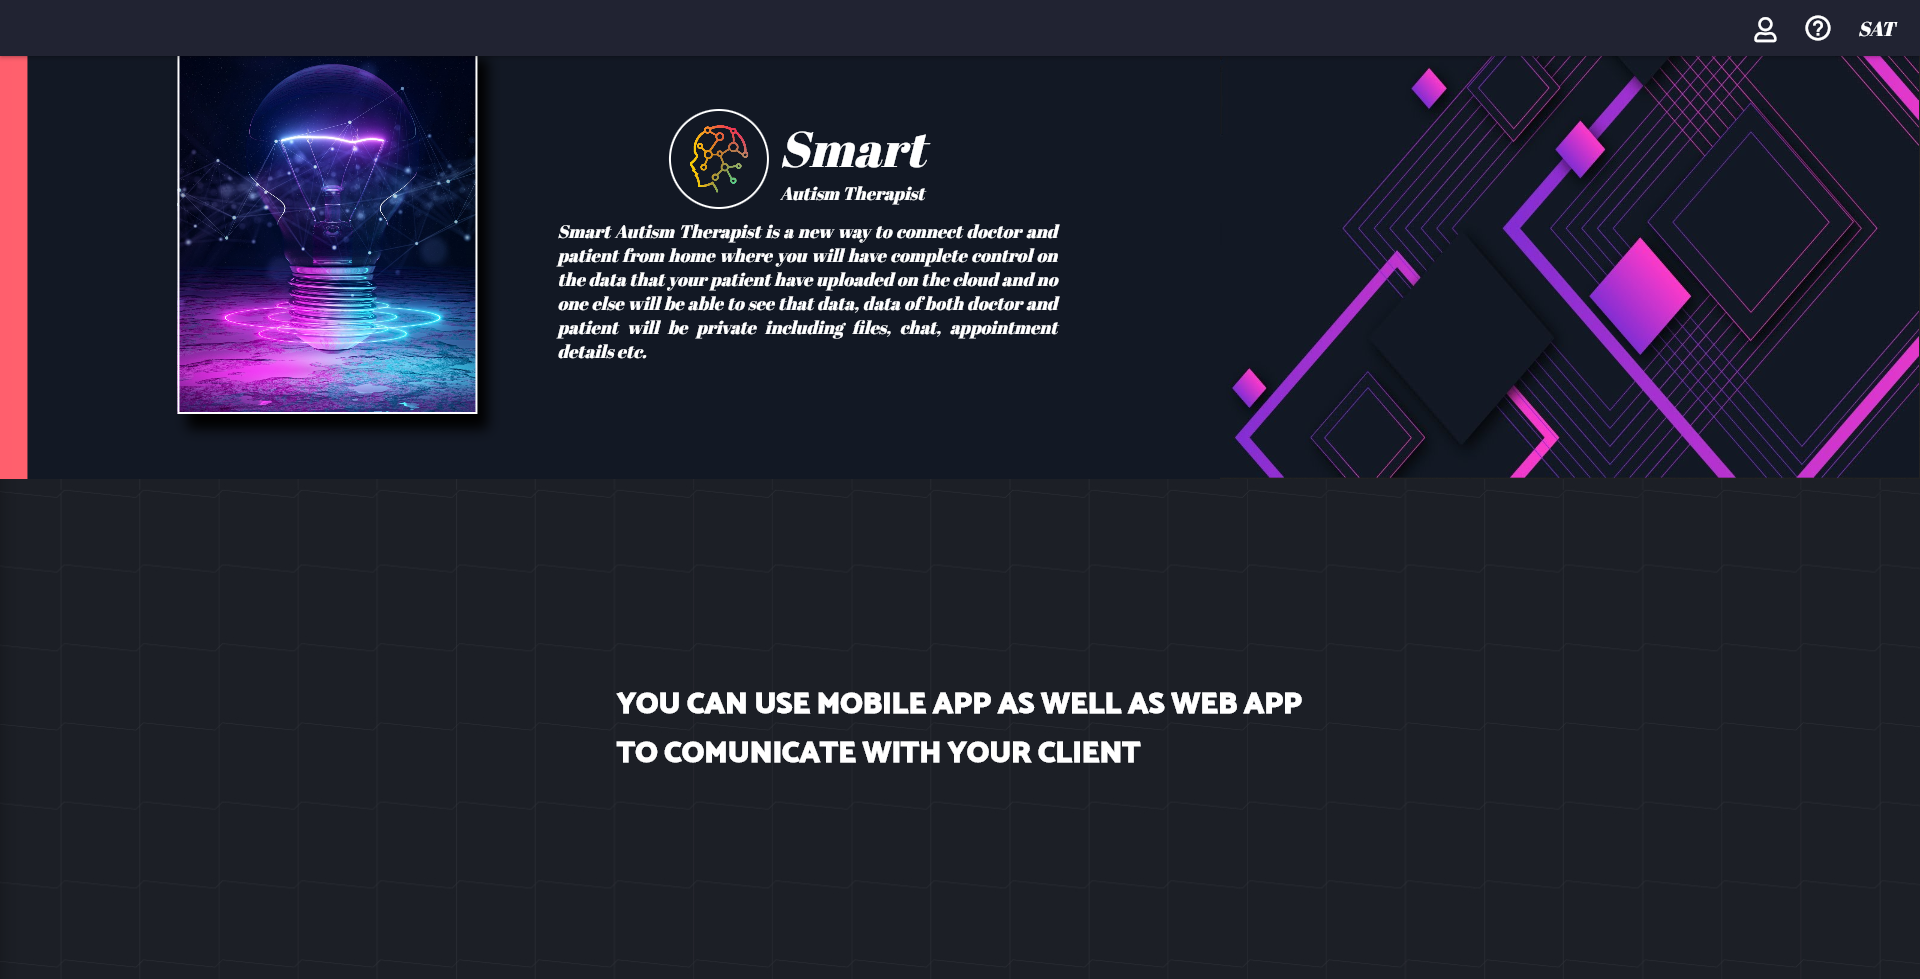 SAT
Smart
Autism Therapist
Smart Autism Therapist is a new way to connect doctor and
patient from home where you will have complete control on
the data that your patient have uploaded on the cloud and no
one else will be able to see that data, data of both doctor and
patient will be private including files, chat, appointment
details etc.
YOU CAN USE MOBILE APP AS WELL AS WEB APP
TO COMUNICATE WITH YOUR CLIENT